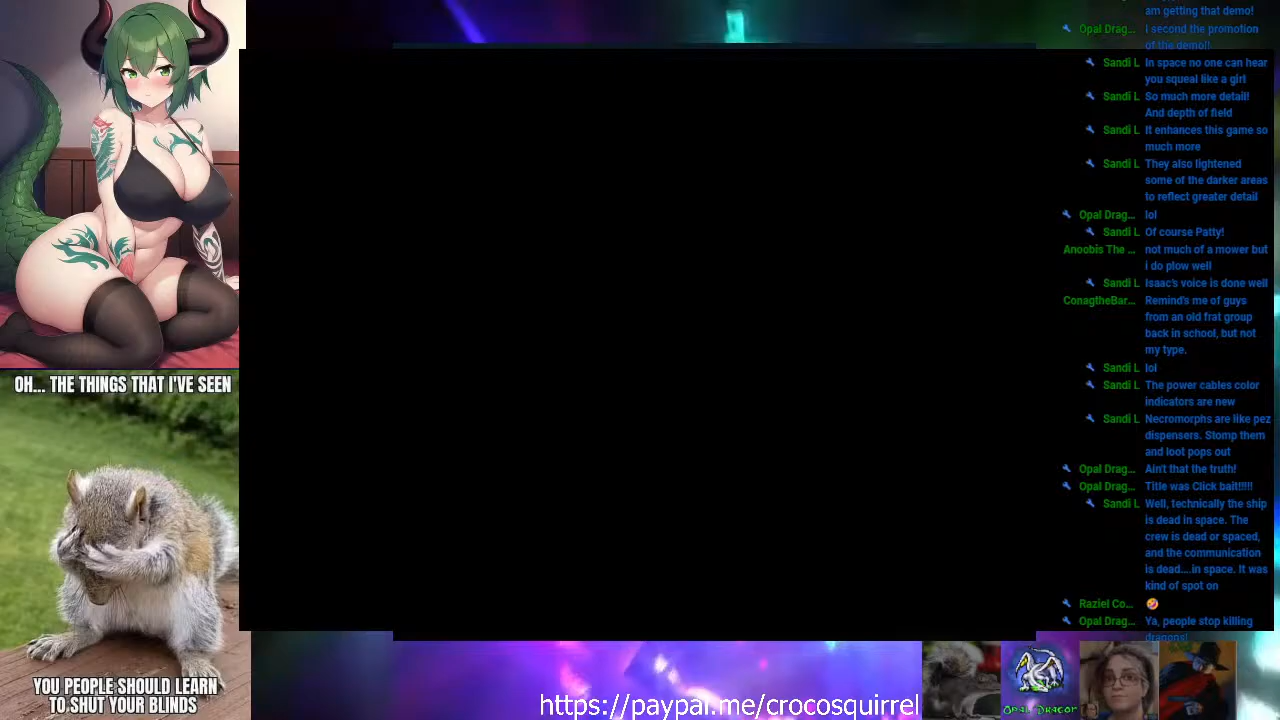 OH... THE THINGS THAT I'VE SEEN
YOU PEOPLE SHOULD LEARN
TO SHUT YOUR BLINDS
am getting that demo!
Opal Drag... I second the promotion
of the demo!!
Sandi L In space no one can hear
you squeal like a girl
Sandi L So much more detail!
And depth of field
Sandi L It enhances this game so
much more
Sandi L They also lightened
some of the darker areas
to reflect greater detail
Opal Drag... lol
Sandi L Of course Patty!
Anoobis The ... not much of a mower but
i do plow well
Sandi L Isaac's voice is done well
ConagtheBar... Remind's me of guys
from an old frat group
back in school, but not
my type.
Sandi L lol
Sandi L The power cables color
indicators are new
Sandi L Necromorphs are like pez
dispensers. Stomp them
and loot pops out
Opal Drag... Ain't that the truth!
Opal Drag... Title was Click bait!!!!!
Sandi L Well, technically the ship
is dead in space. The
crew is dead or spaced,
and the communication
is dead....in space. It was
kind of spot on
Raziel Co... 🤣
Opal Drag... Ya, people stop killing
dragons!
https://paypal.me/crocosquirrel
OPAL DRAGON